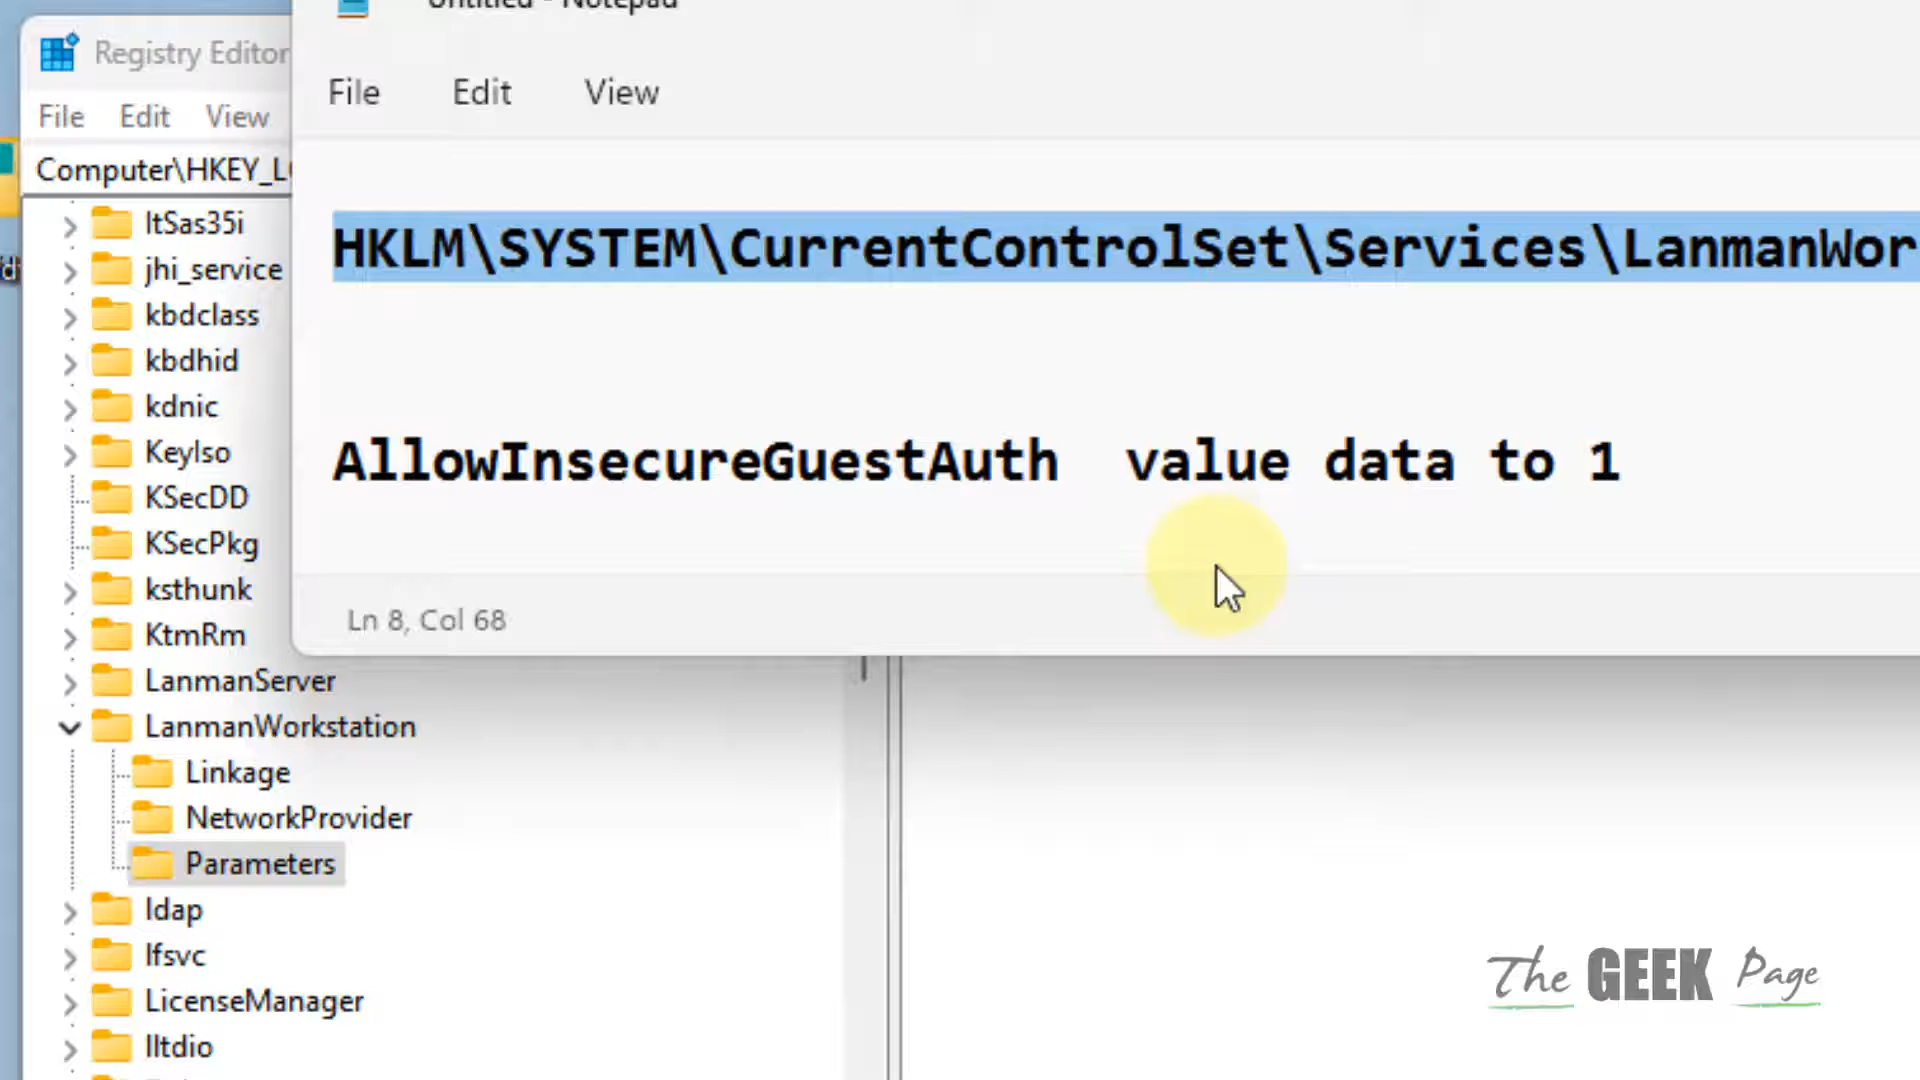 Untitled - Notepad
Registry Editor
File Edit View
File Edit View
Computer\HKEY_L
HKLM\SYSTEM\CurrentControlSet\Services\LanmanWor
AllowInsecureGuestAuth value data to 1
Ln 8, Col 68
ItSas35i
jhi_service
kbdclass
kbdhid
kdnic
KeyIso
KSecDD
KSecPkg
ksthunk
KtmRm
LanmanServer
LanmanWorkstation
Linkage
NetworkProvider
Parameters
ldap
lfsvc
LicenseManager
lltdio
The GEEK Page